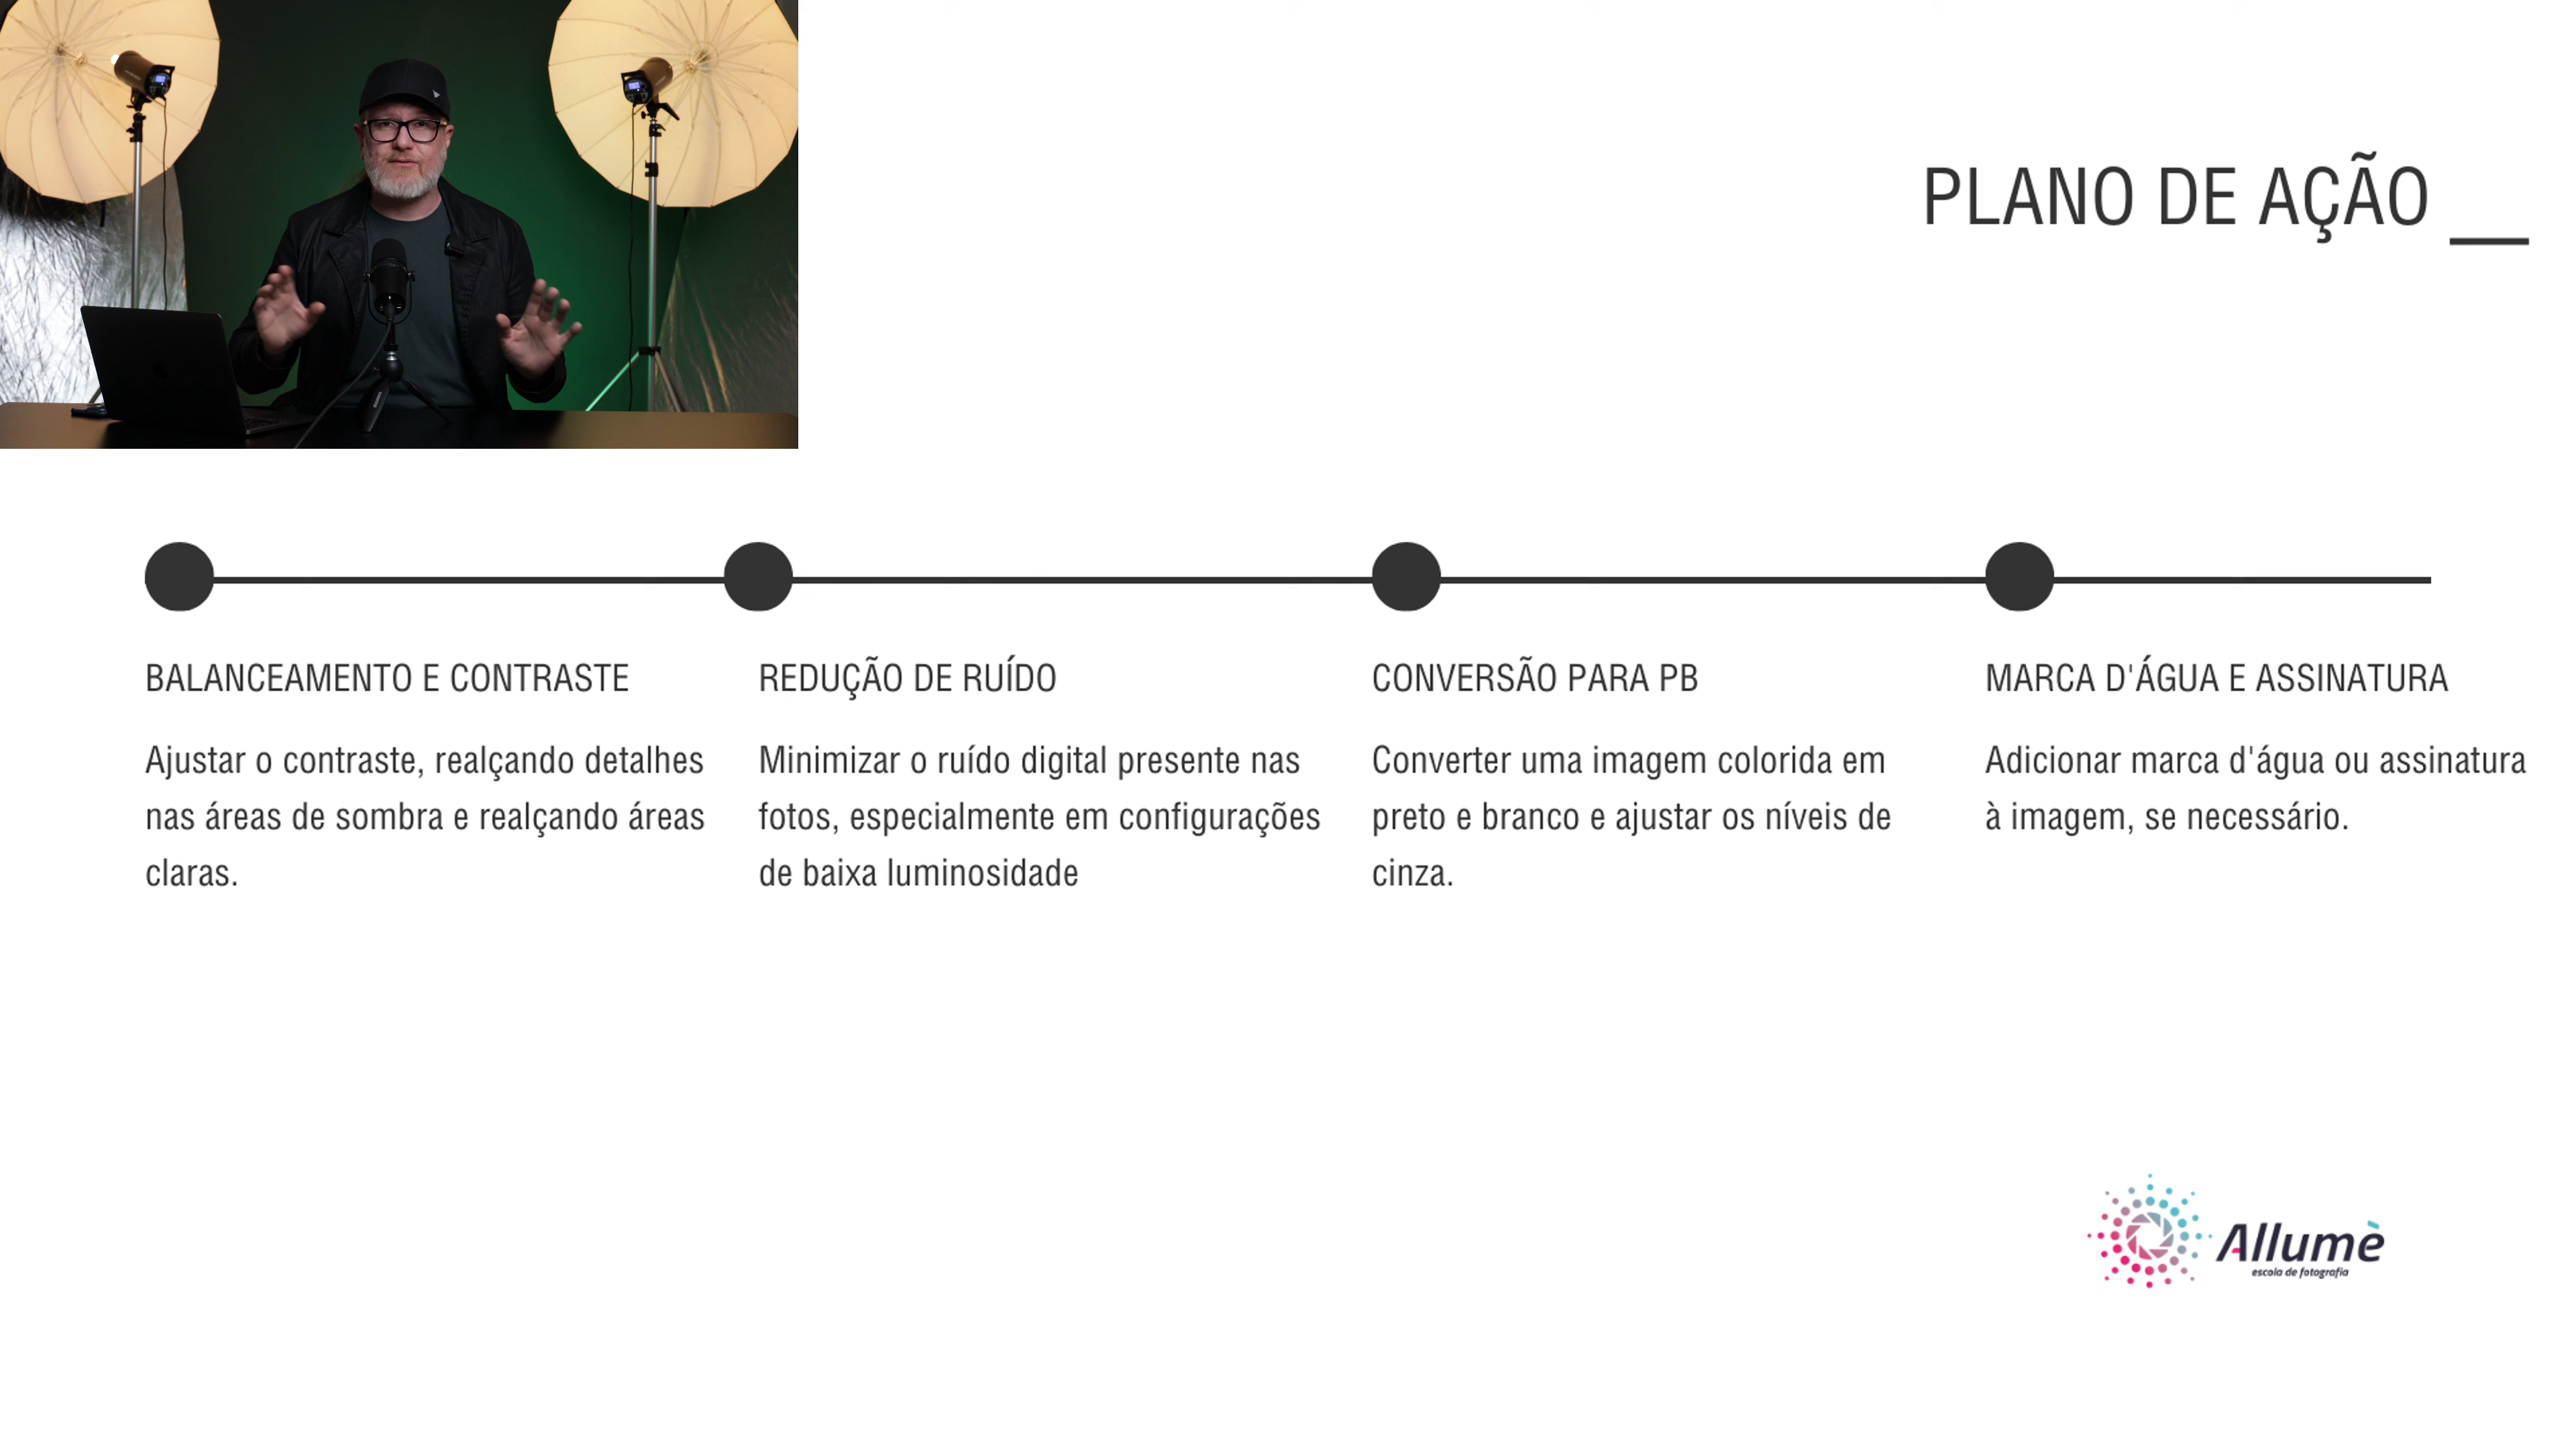 PLANO DE AÇÃO __
BALANCEAMENTO E CONTRASTE
Ajustar o contraste, realçando detalhes
nas áreas de sombra e realçando áreas
claras.
REDUÇÃO DE RUÍDO
Minimizar o ruído digital presente nas
fotos, especialmente em configurações
de baixa luminosidade
CONVERSÃO PARA PB
Converter uma imagem colorida em
preto e branco e ajustar os níveis de
cinza.
MARCA D'ÁGUA E ASSINATURA
Adicionar marca d'água ou assinatura
à imagem, se necessário.
Allumè
escola de fotografia